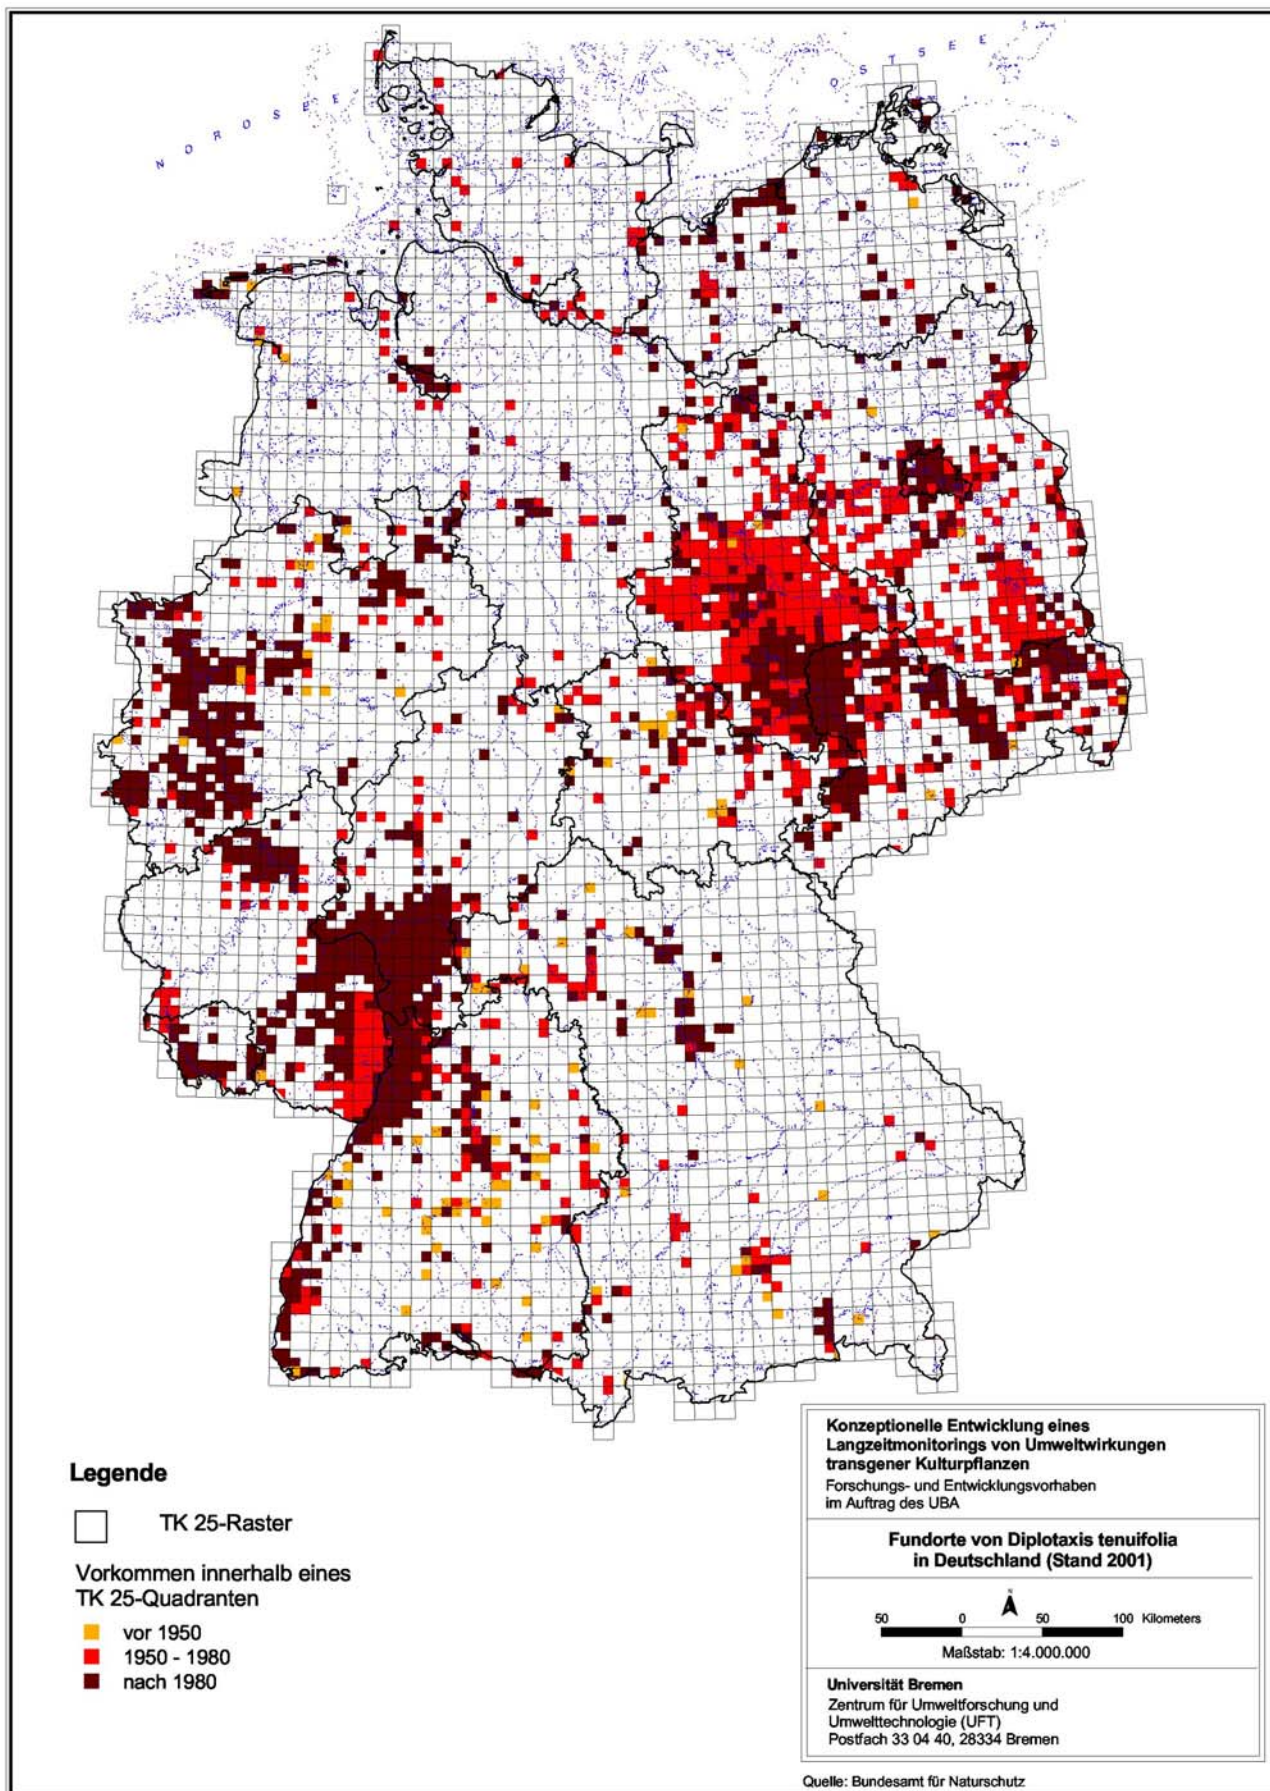 N O R D S E E
O S T S E E
Legende
TK 25-Raster
Vorkommen innerhalb eines
TK 25-Quadranten
vor 1950
1950 - 1980
nach 1980
Konzeptionelle Entwicklung eines
Langzeitmonitorings von Umweltwirkungen
transgener Kulturpflanzen
Forschungs- und Entwicklungsvorhaben
im Auftrag des UBA
Fundorte von Diplotaxis tenuifolia
in Deutschland (Stand 2001)
N
50 0 50 100 Kilometers
Maßstab: 1:4.000.000
Universität Bremen
Zentrum für Umweltforschung und
Umwelttechnologie (UFT)
Postfach 33 04 40, 28334 Bremen
Quelle: Bundesamt für Naturschutz